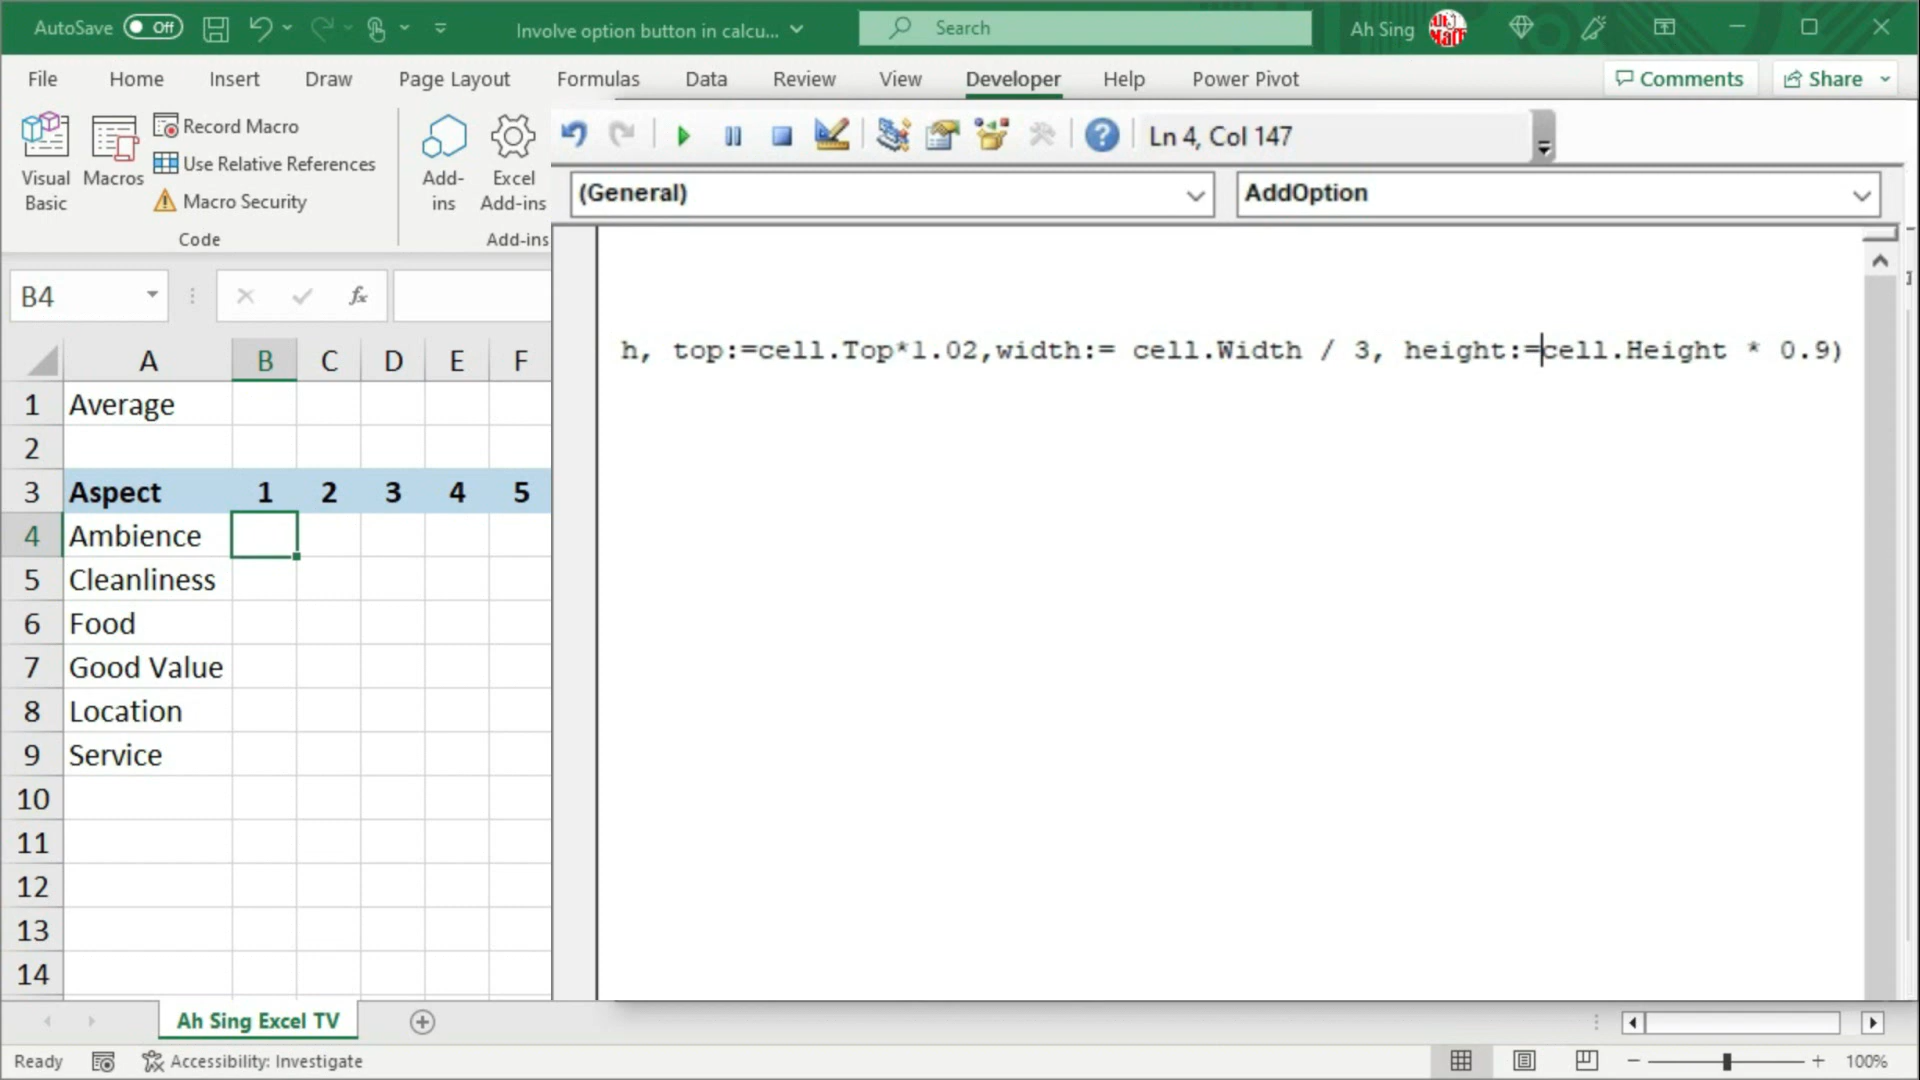 AutoSave Off Involve option button in calcu... Search Ah Sing
File Home Insert Draw Page Layout Formulas Data Review View Developer Help Power Pivot Comments Share
Visual Basic
Macros
Record Macro
Use Relative References
Macro Security
Code
Add-ins
Excel Add-ins
Add-ins
Ln 4, Col 147
(General) AddOption
B4 fx
h, top:=cell.Top*1.02,width:= cell.Width / 3, height:=cell.Height * 0.9)
A B C D E F
1 Average
2
3 Aspect 1 2 3 4 5
4 Ambience
5 Cleanliness
6 Food
7 Good Value
8 Location
9 Service
10
11
12
13
14
Ah Sing Excel TV
Ready Accessibility: Investigate 100%